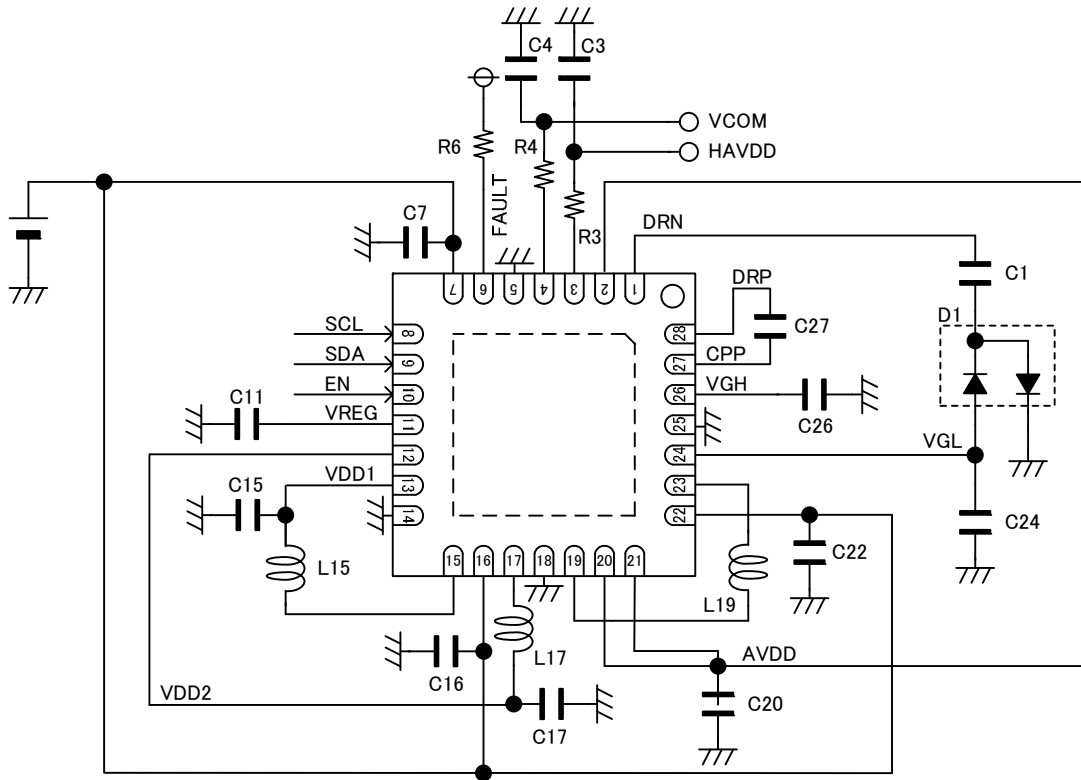 C4
C3
VCOM
R6
R4
HAVDD
FAULT
C7
R3
DRN
C1
7
6
5
4
3
2
1
DRP
D1
SCL
8
28
C27
SDA
9
27
CPP
EN
10
26
VGH
C11
VREG
11
25
C26
12
24
VGL
C15
VDD1
13
23
14
22
C24
L15
15
16
17
18
19
20
21
C22
L19
C16
L17
AVDD
VDD2
C17
C20